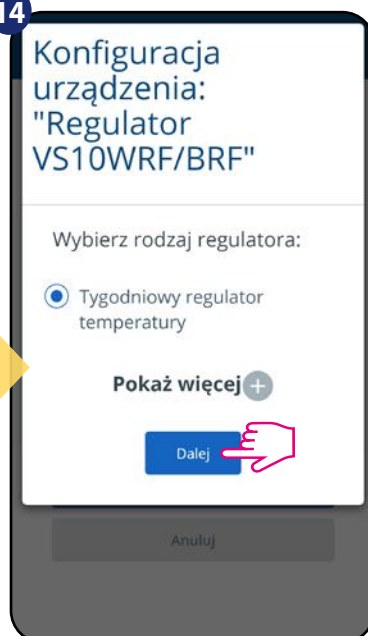 14
Konfiguracja
urządzenia:
"Regulator
VS10WRF/BRF"
Wybierz rodzaj regulatora:
Tygodniowy regulator
temperatury
Pokaż więcej +
Dalej
Anuluj